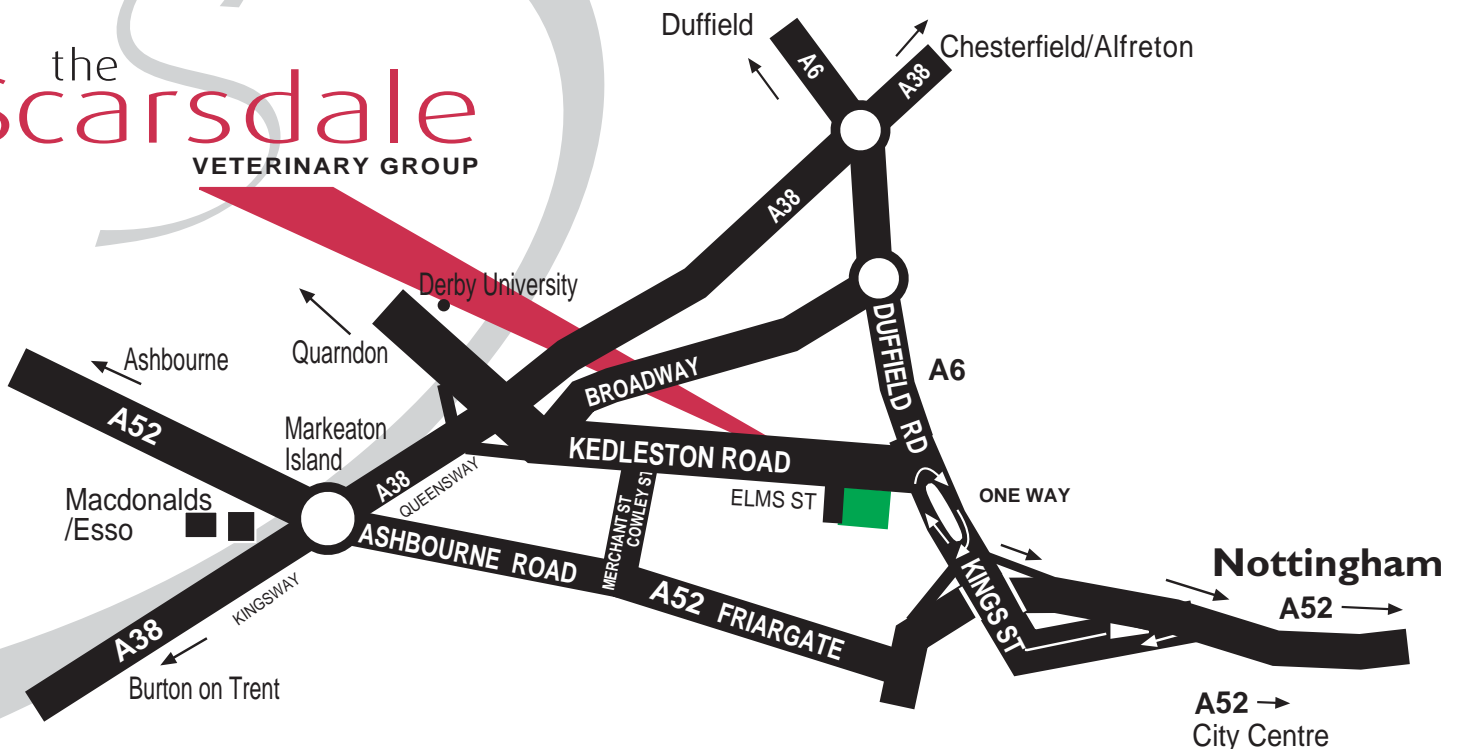 the
Scarsdale
VETERINARY GROUP
Duffield
A6
A38
Chesterfield/Alfreton
A38
Derby University
Quarndon
Ashbourne
A52
BROADWAY
DUFFIELD RD
A6
Markeaton
Island
A38
QUEENSWAY
KEDLESTON ROAD
Macdonalds
/Esso
ELMS ST
ONE WAY
MERCHANT ST
COWLEY ST
ASHBOURNE ROAD
A52 FRIARGATE
KINGS ST
Nottingham
A52
KINGSWAY
A38
Burton on Trent
A52
City Centre